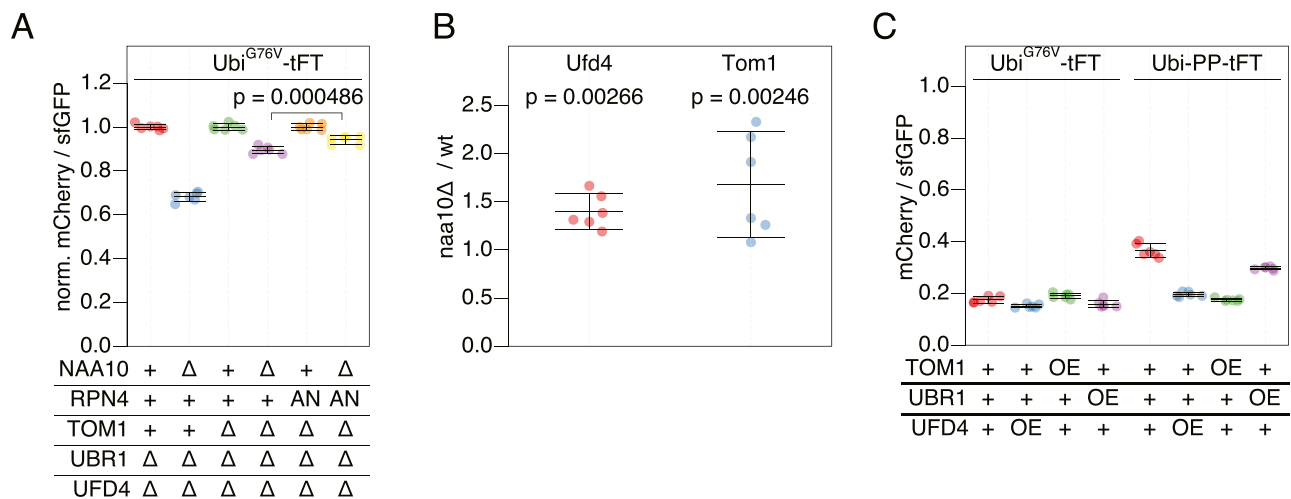 A
Ubi^G76V-tFT
p = 0.000486
norm. mCherry / sfGFP
1.2
1.0
0.8
0.6
0.4
0.2
0.0
NAA10 + Δ + Δ + Δ
RPN4 + + + + AN AN
TOM1 + + Δ Δ Δ Δ
UBR1 Δ Δ Δ Δ Δ Δ
UFD4 Δ Δ Δ Δ Δ Δ
B
Ufd4 Tom1
p = 0.00266 p = 0.00246
naa10Δ / wt
2.5
2.0
1.5
1.0
0.5
0.0
C
Ubi^G76V-tFT Ubi-PP-tFT
mCherry / sfGFP
1.0
0.8
0.6
0.4
0.2
0.0
TOM1 + + OE + + + OE +
UBR1 + + + OE + + + OE
UFD4 + OE + + + OE + +